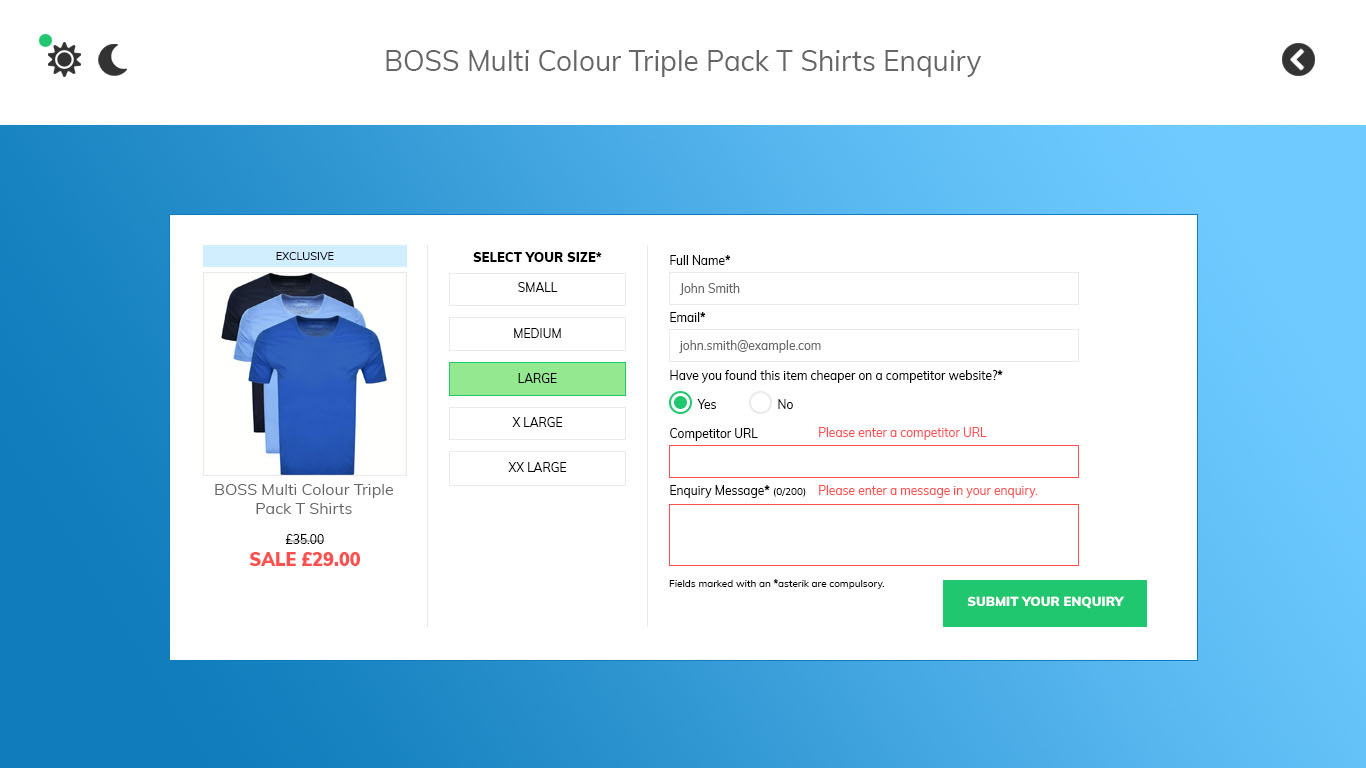 BOSS Multi Colour Triple Pack T Shirts Enquiry
EXCLUSIVE
BOSS Multi Colour Triple
Pack T Shirts
£35.00
SALE £29.00
SELECT YOUR SIZE*
SMALL
MEDIUM
LARGE
X LARGE
XX LARGE
Full Name*
John Smith
Email*
john.smith@example.com
Have you found this item cheaper on a competitor website?*
Yes No
Competitor URL Please enter a competitor URL
Enquiry Message* (0/200) Please enter a message in your enquiry.
Fields marked with an *asterik are compulsory.
SUBMIT YOUR ENQUIRY